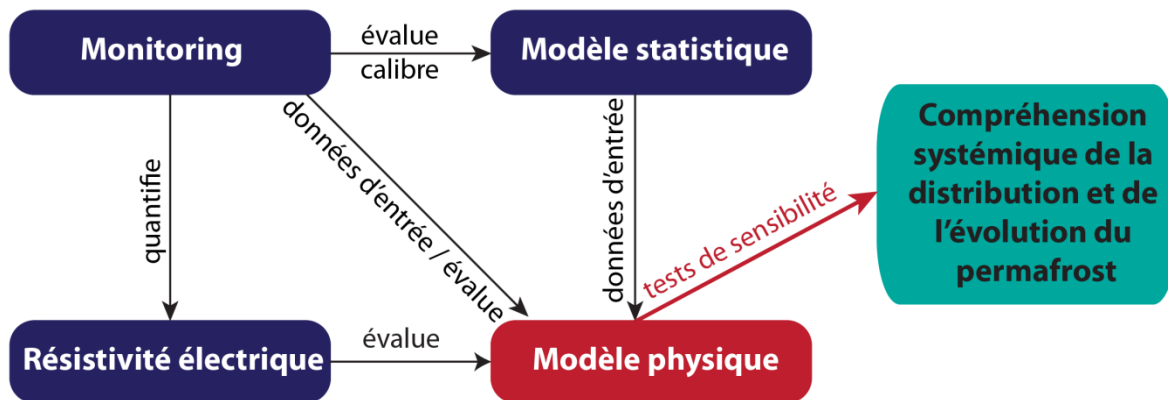 Monitoring
évalue
calibre
Modèle statistique
quantifie
données d'entrée / évalue
données d'entrée
tests de sensibilité
Compréhension
systémique de la
distribution et de
l'évolution du
permafrost
Résistivité électrique
évalue
Modèle physique